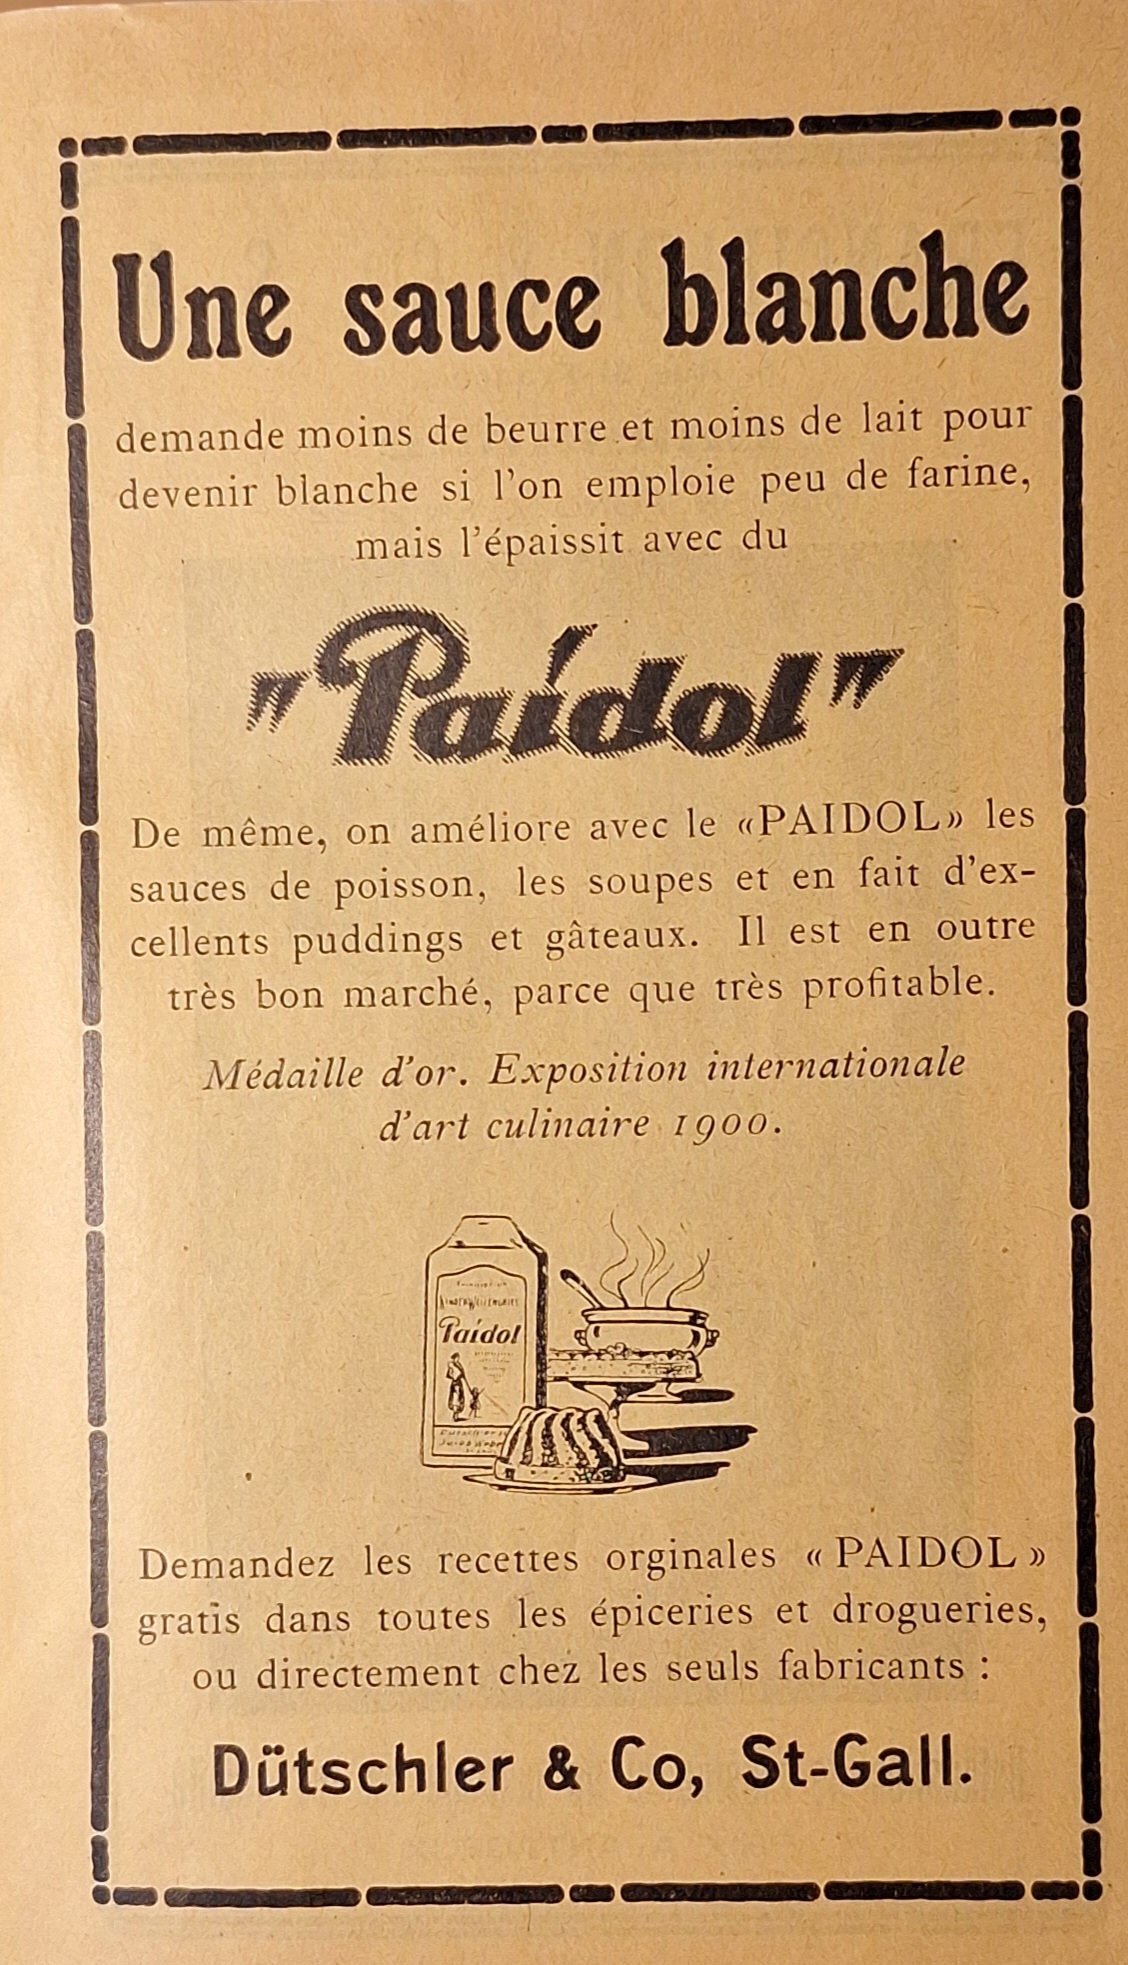 Une sauce blanche
demande moins de beurre et moins de lait pour
devenir blanche si l'on emploie peu de farine,
mais l'épaissit avec du
"Paidol"
De même, on améliore avec le «PAIDOL» les
sauces de poisson, les soupes et en fait d'ex-
cellents puddings et gâteaux. Il est en outre
très bon marché, parce que très profitable.
Médaille d'or. Exposition internationale
d'art culinaire 1900.
Paidol
Demandez les recettes orginales « PAIDOL »
gratis dans toutes les épiceries et drogueries,
ou directement chez les seuls fabricants :
Dütschler & Co, St-Gall.